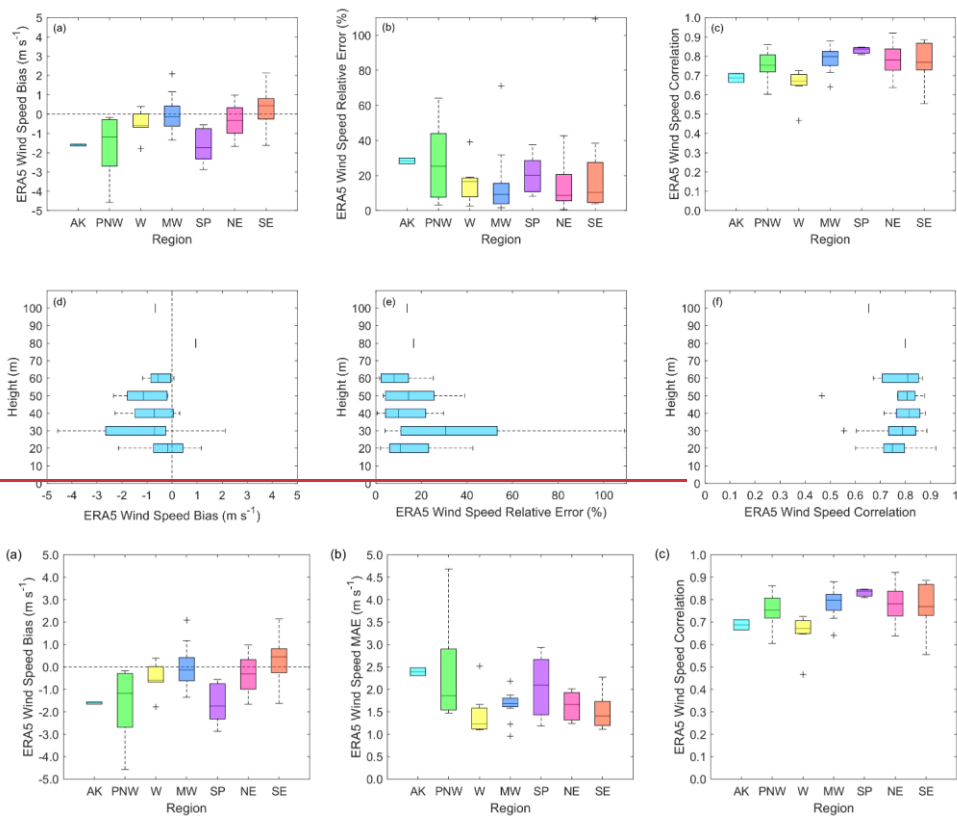 (a)
ERA5 Wind Speed Bias (m s⁻¹)
5
4
3
2
1
0
-1
-2
-3
-4
-5
AK PNW W MW SP NE SE
Region
(b)
ERA5 Wind Speed Relative Error (%)
100
80
60
40
20
0
AK PNW W MW SP NE SE
Region
(c)
ERA5 Wind Speed Correlation
1.0
0.9
0.8
0.7
0.6
0.5
0.4
0.3
0.2
0.1
0.0
AK PNW W MW SP NE SE
Region
(d)
Height (m)
100
90
80
70
60
50
40
30
20
10
0
-5 -4 -3 -2 -1 0 1 2 3 4 5
ERA5 Wind Speed Bias (m s⁻¹)
(e)
Height (m)
100
90
80
70
60
50
40
30
20
10
0
0 20 40 60 80 100
ERA5 Wind Speed Relative Error (%)
(f)
Height (m)
100
90
80
70
60
50
40
30
20
10
0
0 0.1 0.2 0.3 0.4 0.5 0.6 0.7 0.8 0.9 1
ERA5 Wind Speed Correlation
(a)
ERA5 Wind Speed Bias (m s⁻¹)
5.0
4.0
3.0
2.0
1.0
0.0
-1.0
-2.0
-3.0
-4.0
-5.0
AK PNW W MW SP NE SE
Region
(b)
ERA5 Wind Speed MAE (m s⁻¹)
5.0
4.5
4.0
3.5
3.0
2.5
2.0
1.5
1.0
0.5
0.0
AK PNW W MW SP NE SE
Region
(c)
ERA5 Wind Speed Correlation
1.0
0.9
0.8
0.7
0.6
0.5
0.4
0.3
0.2
0.1
0.0
AK PNW W MW SP NE SE
Region